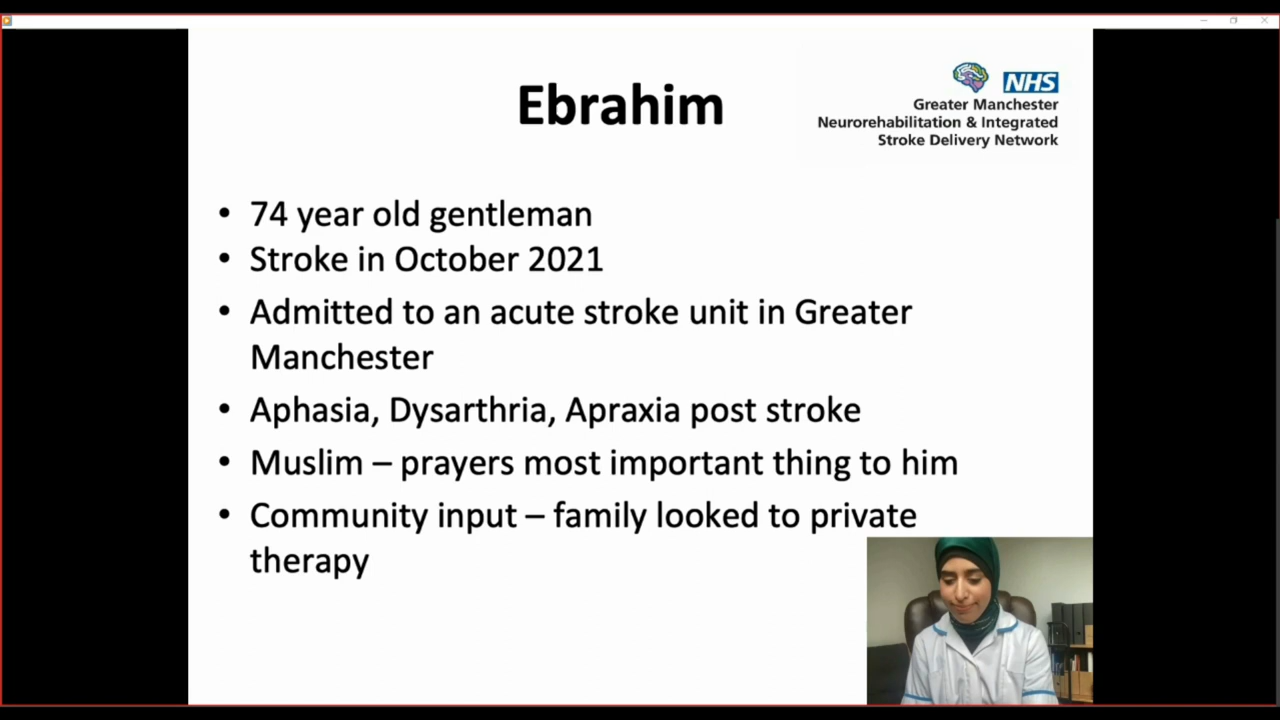 Ebrahim
NHS
Greater Manchester
Neurorehabilitation & Integrated
Stroke Delivery Network
• 74 year old gentleman
• Stroke in October 2021
• Admitted to an acute stroke unit in Greater
Manchester
• Aphasia, Dysarthria, Apraxia post stroke
• Muslim – prayers most important thing to him
• Community input – family looked to private
therapy